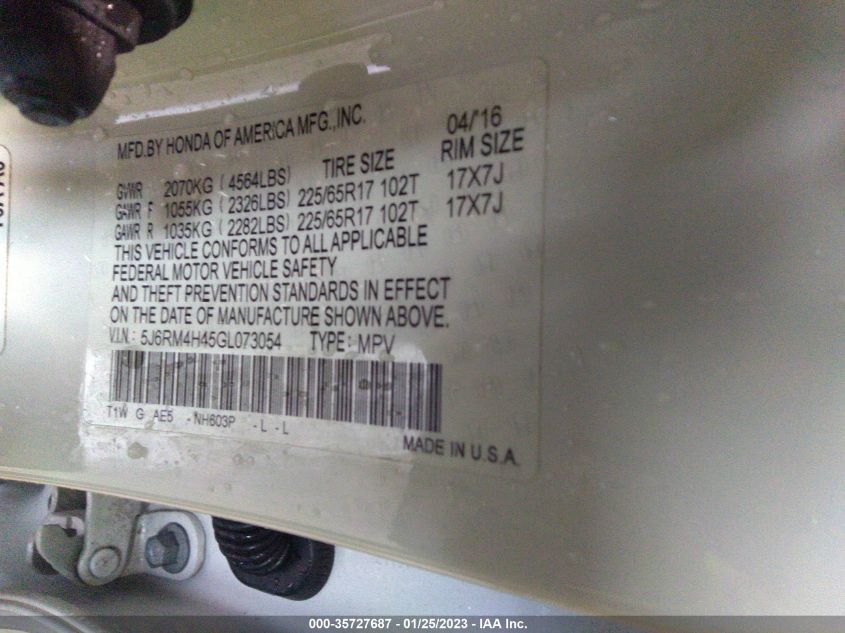 MFD.BY HONDA OF AMERICA MFG.,INC. 04/'16
GVWR 2070KG ( 4564LBS) TIRE SIZE RIM SIZE
GAWR F 1055KG ( 2326LBS) 225/65R17 102T 17X7J
GAWR R 1035KG ( 2282LBS) 225/65R17 102T 17X7J
THIS VEHICLE CONFORMS TO ALL APPLICABLE
FEDERAL MOTOR VEHICLE SAFETY
AND THEFT PREVENTION STANDARDS IN EFFECT
ON THE DATE OF MANUFACTURE SHOWN ABOVE.
V.I.N.: 5J6RM4H45GL073054 TYPE: MPV
T1W G AE5 -NH603P -L -L
MADE IN U.S.A.
000-35727687 - 01/25/2023 - IAA Inc.